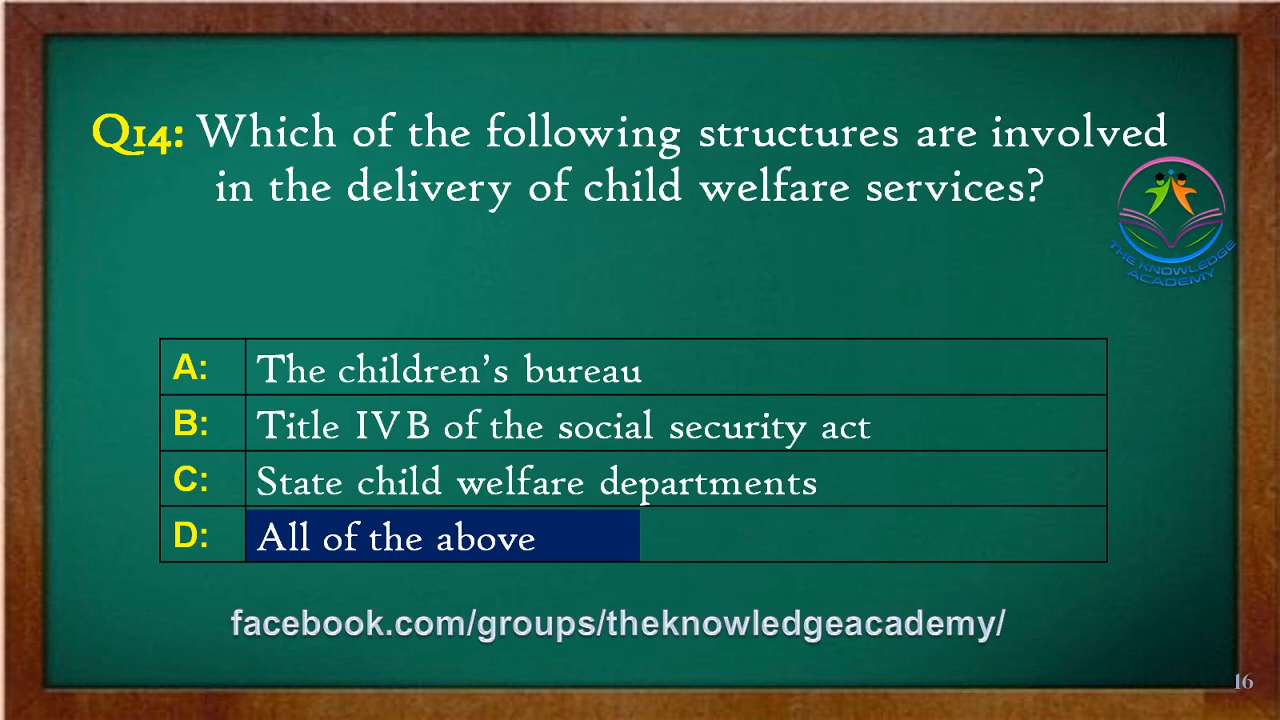 Q14: Which of the following structures are involved
in the delivery of child welfare services?
THE KNOWLEDGE
ACADEMY
A: The children's bureau
B: Title IV B of the social security act
C: State child welfare departments
D: All of the above
facebook.com/groups/theknowledgeacademy/
16